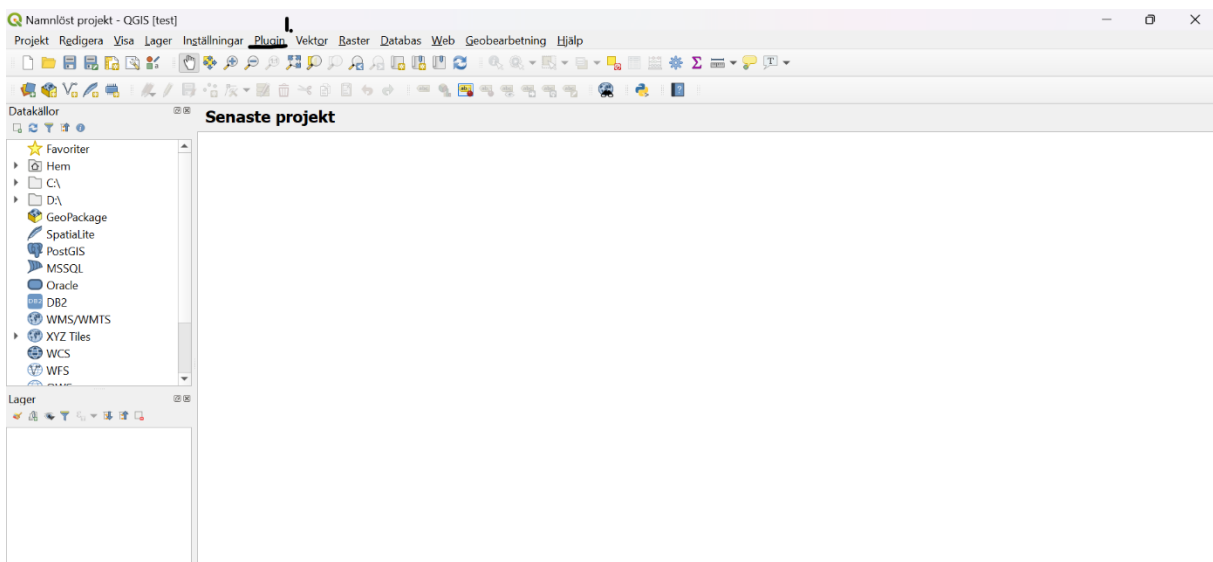 Namnlöst projekt - QGIS [test]
1.
Projekt Redigera Visa Lager Inställningar Plugin Vektor Raster Databas Web Geobearbetning Hjälp
Datakällor
Senaste projekt
Favoriter
Hem
C:\
D:\
GeoPackage
SpatiaLite
PostGIS
MSSQL
Oracle
DB2
DB2
WMS/WMTS
XYZ Tiles
WCS
WFS
Lager